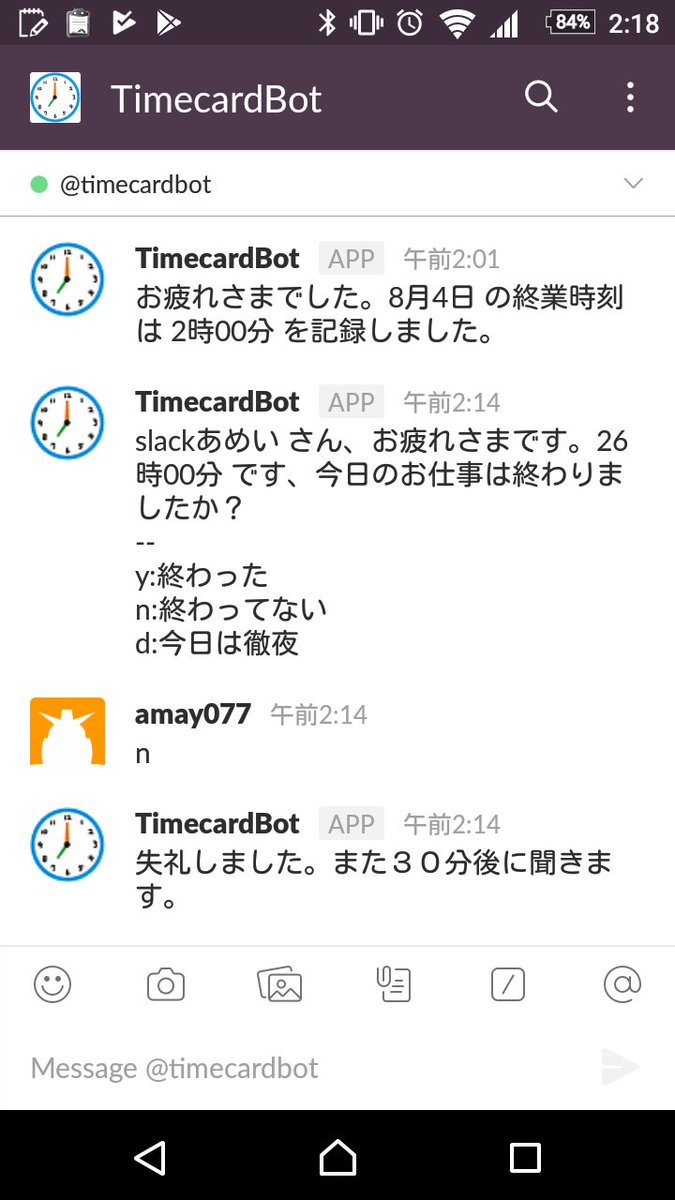 84% 2:18
TimecardBot
@timecardbot
TimecardBot APP 午前2:01
お疲れさまでした。8月4日 の終業時刻
は 2時00分 を記録しました。
TimecardBot APP 午前2:14
slackあめい さん、お疲れさまです。26
時00分 です、今日のお仕事は終わりま
したか？
--
y:終わった
n:終わってない
d:今日は徹夜
amay077 午前2:14
n
TimecardBot APP 午前2:14
失礼しました。また３０分後に聞きま
す。
Message @timecardbot